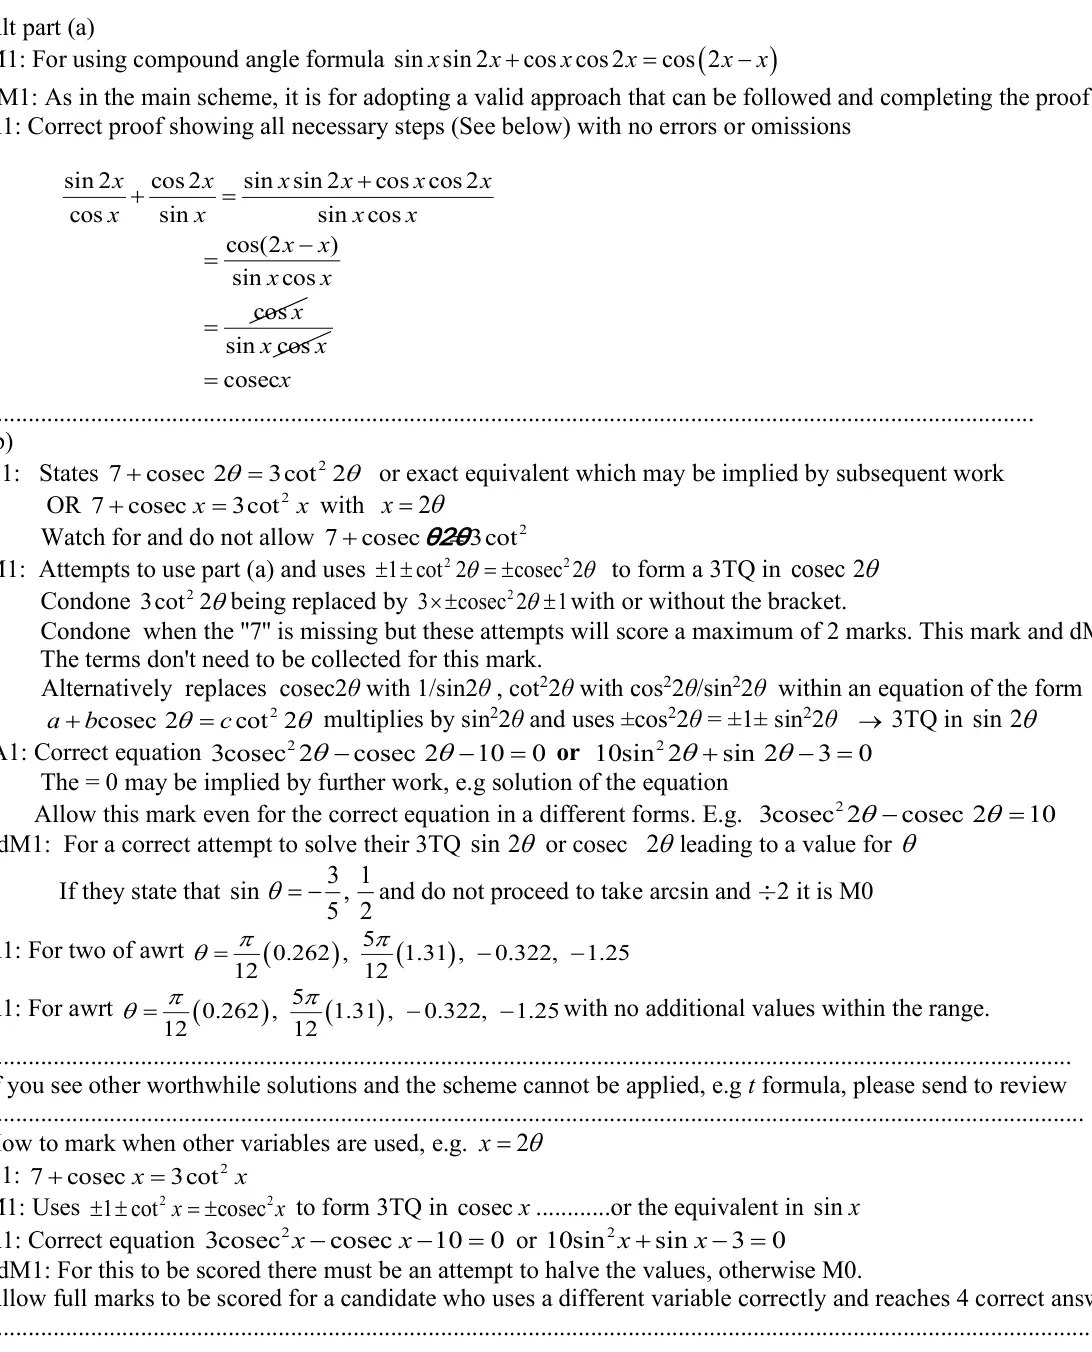 lt part (a)
M1: For using compound angle formula sin x sin 2x + cos x cos 2x = cos(2x − x)
M1: As in the main scheme, it is for adopting a valid approach that can be followed and completing the proof
1: Correct proof showing all necessary steps (See below) with no errors or omissions
sin 2x / cos x + cos 2x / sin x = (sin x sin 2x + cos x cos 2x) / (sin x cos x)
= cos(2x − x) / (sin x cos x)
= cos x / (sin x cos x)
= cosecx
b)
1: States 7 + cosec 2θ = 3 cot² 2θ or exact equivalent which may be implied by subsequent work
OR 7 + cosec x = 3 cot² x with x = 2θ
Watch for and do not allow 7 + cosec 3 cot²
M1: Attempts to use part (a) and uses ±1 ± cot² 2θ = ±cosec² 2θ to form a 3TQ in cosec 2θ
Condone 3 cot² 2θ being replaced by 3 × ±cosec² 2θ ± 1 with or without the bracket.
Condone when the "7" is missing but these attempts will score a maximum of 2 marks. This mark and dM
The terms don't need to be collected for this mark.
Alternatively replaces cosec2θ with 1/sin2θ , cot²2θ with cos²2θ/sin²2θ within an equation of the form
a + bcosec 2θ = c cot² 2θ multiplies by sin²2θ and uses ±cos²2θ = ±1± sin²2θ → 3TQ in sin 2θ
A1: Correct equation 3cosec² 2θ − cosec 2θ − 10 = 0 or 10sin² 2θ + sin 2θ − 3 = 0
The = 0 may be implied by further work, e.g solution of the equation
Allow this mark even for the correct equation in a different forms. E.g. 3cosec² 2θ − cosec 2θ = 10
dM1: For a correct attempt to solve their 3TQ sin 2θ or cosec 2θ leading to a value for θ
If they state that sin θ = −3/5, 1/2 and do not proceed to take arcsin and ÷2 it is M0
1: For two of awrt θ = π/12 (0.262), 5π/12 (1.31), −0.322, −1.25
1: For awrt θ = π/12 (0.262), 5π/12 (1.31), −0.322, −1.25 with no additional values within the range.
f you see other worthwhile solutions and the scheme cannot be applied, e.g t formula, please send to review
How to mark when other variables are used, e.g. x = 2θ
1: 7 + cosec x = 3 cot² x
M1: Uses ±1 ± cot² x = ±cosec² x to form 3TQ in cosec x ............or the equivalent in sin x
1: Correct equation 3cosec² x − cosec x − 10 = 0 or 10sin² x + sin x − 3 = 0
dM1: For this to be scored there must be an attempt to halve the values, otherwise M0.
Allow full marks to be scored for a candidate who uses a different variable correctly and reaches 4 correct answ